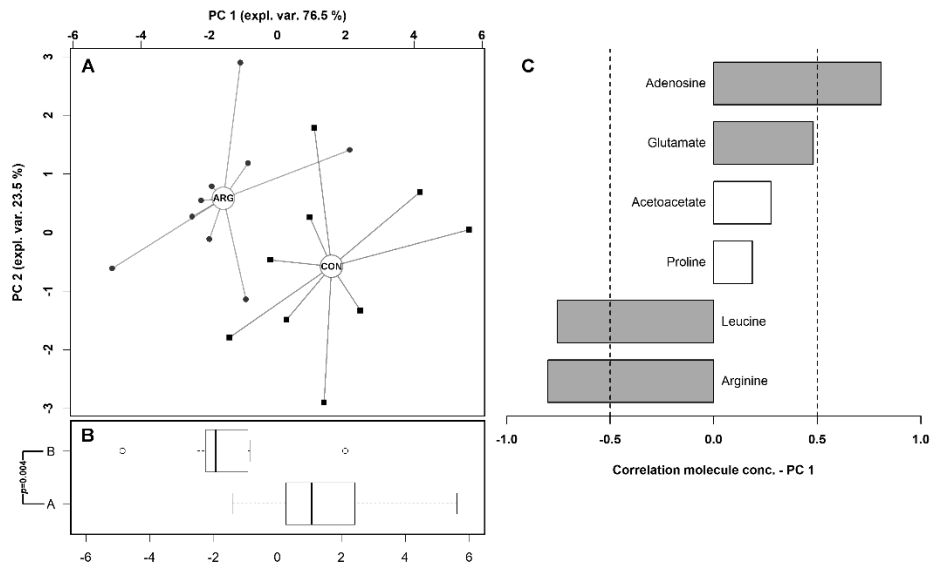 PC 1 (expl. var. 76.5 %)
-6 -4 -2 0 2 4 6
A
PC 2 (expl. var. 23.5 %)
3
2
1
0
-1
-2
-3
ARG
CON
B
B
A
p=0.004
-6 -4 -2 0 2 4 6
C
Adenosine
Glutamate
Acetoacetate
Proline
Leucine
Arginine
-1.0 -0.5 0.0 0.5 1.0
Correlation molecule conc. - PC 1